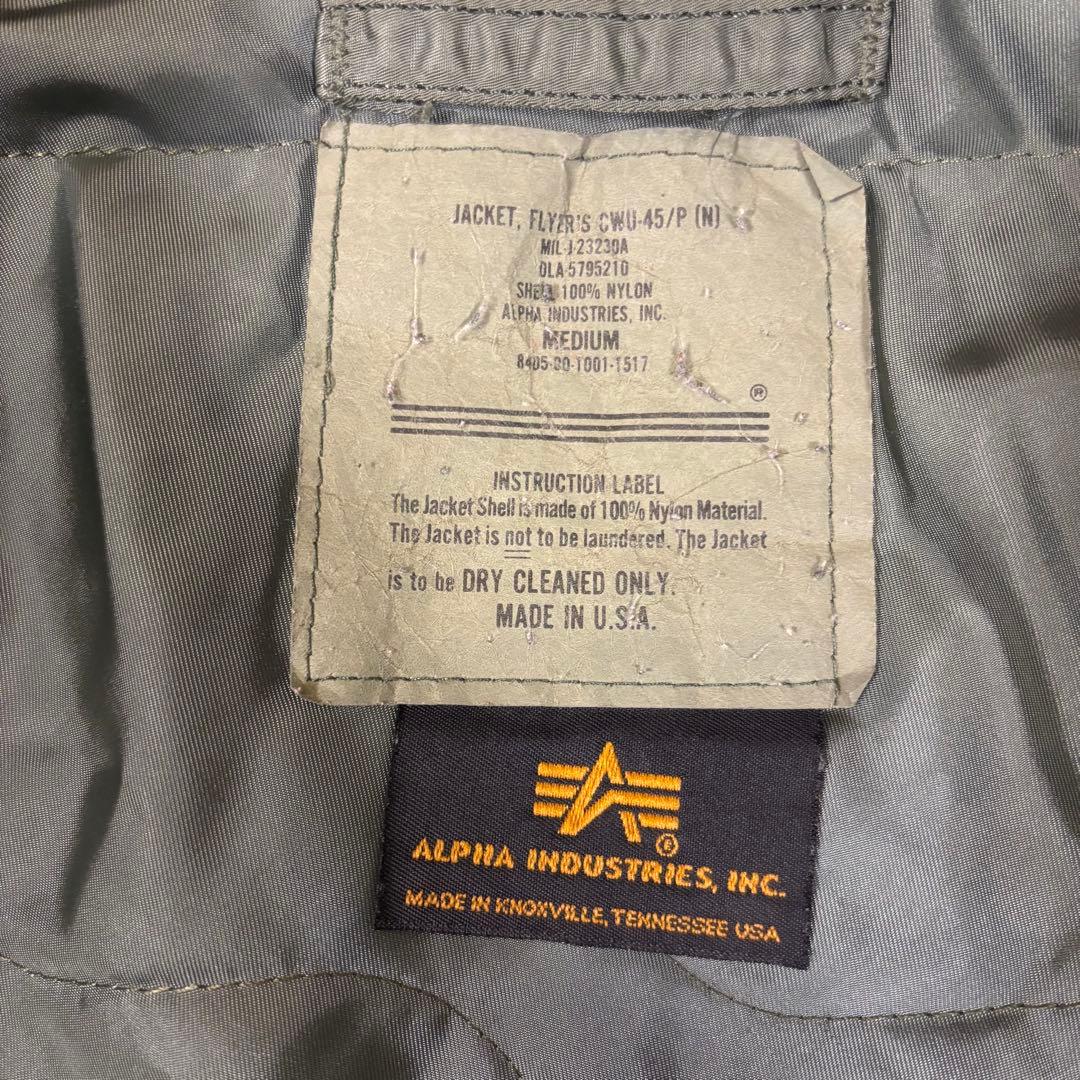 JACKET, FLYER'S CWU-45/P (N)
MIL-J-23230A
DLA-5795210
SHELL 100% NYLON
ALPHA INDUSTRIES, INC.
MEDIUM
8405-00-1001-1517
®
INSTRUCTION LABEL
The Jacket Shell is made of 100% Nylon Material.
The Jacket is not to be laundered. The Jacket
is to be DRY CLEANED ONLY.
MADE IN U.S.A.
®
ALPHA INDUSTRIES, INC.
MADE IN KNOXVILLE, TENNESSEE USA